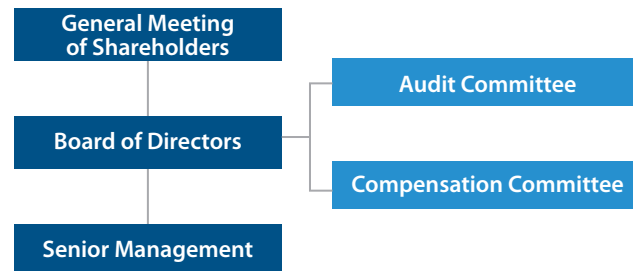 General Meeting
of Shareholders
Audit Committee
Board of Directors
Compensation Committee
Senior Management